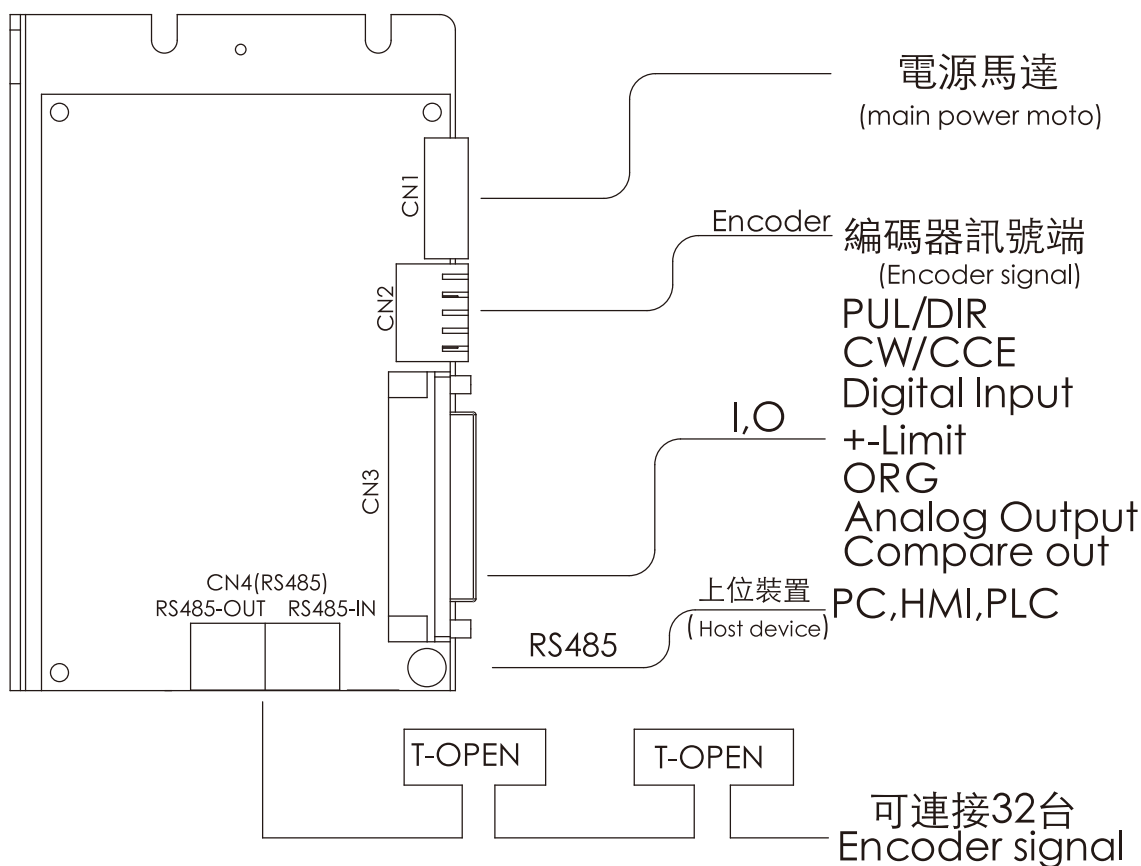 電源馬達
(main power moto)
CN1
Encoder
編碼器訊號端
(Encoder signal)
CN2
PUL/DIR
CW/CCE
Digital Input
I,O
+-Limit
ORG
Analog Output
Compare out
CN3
CN4(RS485)
RS485-OUT RS485-IN
上位裝置
( Host device)
PC,HMI,PLC
RS485
T-OPEN
T-OPEN
可連接32台
Encoder signal